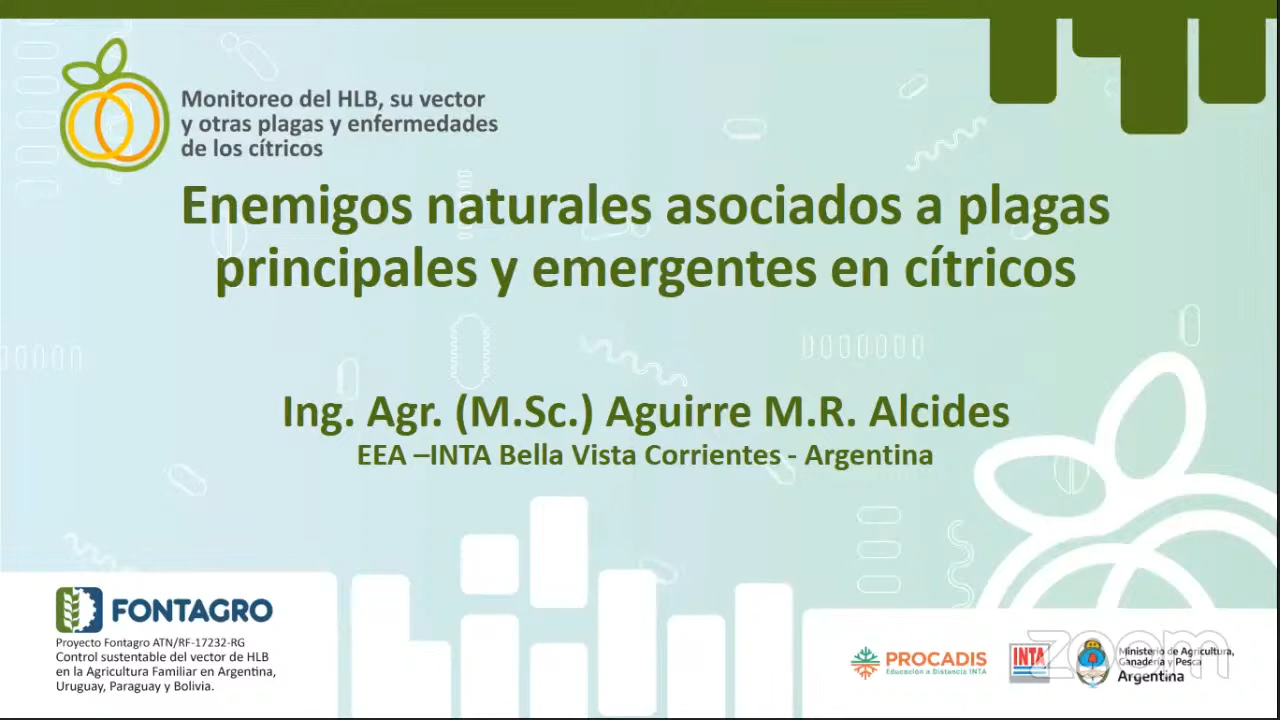 Monitoreo del HLB, su vector
y otras plagas y enfermedades
de los cítricos
Enemigos naturales asociados a plagas
principales y emergentes en cítricos
Ing. Agr. (M.Sc.) Aguirre M.R. Alcides
EEA –INTA Bella Vista Corrientes - Argentina
FONTAGRO
Proyecto Fontagro ATN/RF-17232-RG
Control sustentable del vector de HLB
en la Agricultura Familiar en Argentina,
Uruguay, Paraguay y Bolivia.
PROCADIS
Educación a Distancia INTA
INTA
Ministerio de Agricultura,
Ganadería y Pesca
Argentina
zoom